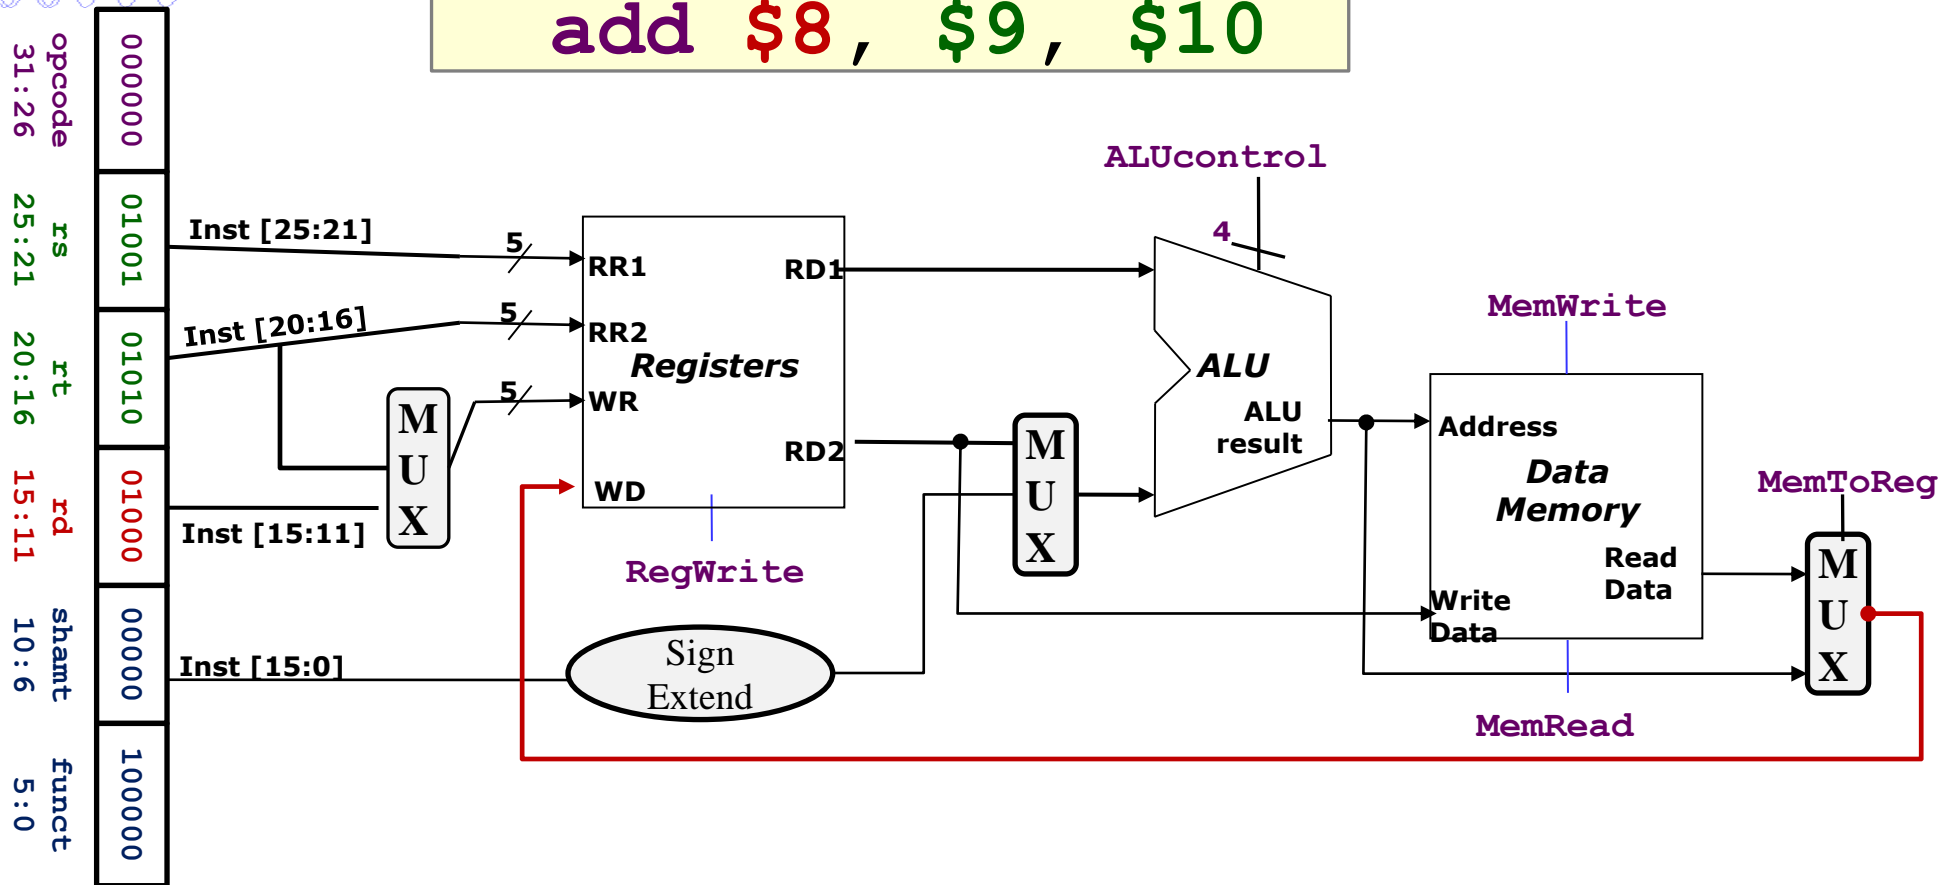 add $8, $9, $10
opcode
31:26
000000
rs
25:21
01001
rt
20:16
01010
rd
15:11
01000
shamt
10:6
00000
funct
5:0
100000
Inst [25:21]
5
RR1
Inst [20:16]
5
RR2
5
WR
Inst [15:11]
M
U
X
WD
Registers
RD1
RD2
RegWrite
Inst [15:0]
Sign
Extend
M
U
X
ALUcontrol
4
ALU
ALU
result
MemWrite
Address
Data
Memory
Read
Data
Write
Data
MemRead
MemToReg
M
U
X